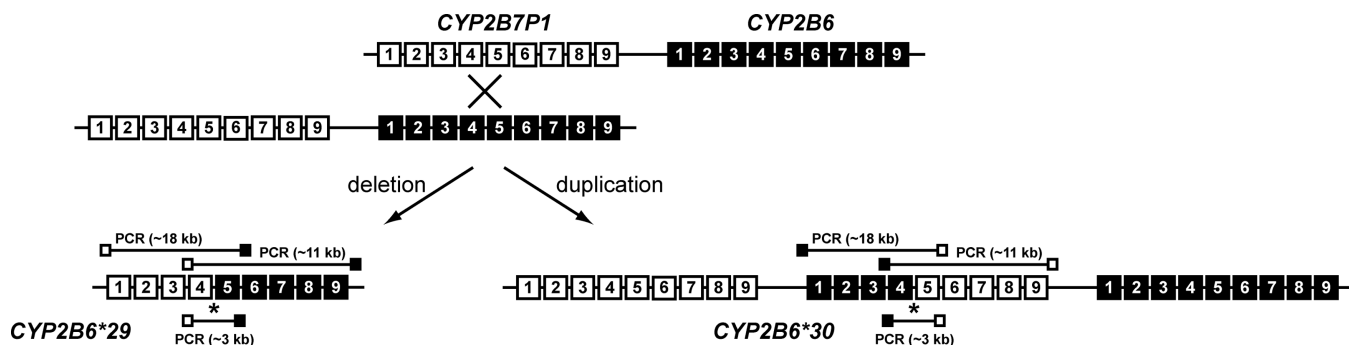 CYP2B7P1 CYP2B6
1 2 3 4 5 6 7 8 9 1 2 3 4 5 6 7 8 9
1 2 3 4 5 6 7 8 9 1 2 3 4 5 6 7 8 9
deletion duplication
PCR (~18 kb) PCR (~18 kb)
PCR (~11 kb) PCR (~11 kb)
1 2 3 4 5 6 7 8 9 1 2 3 4 5 6 7 8 9 1 2 3 4 5 6 7 8 9 1 2 3 4 5 6 7 8 9
* *
CYP2B6*29 CYP2B6*30
PCR (~3 kb) PCR (~3 kb)